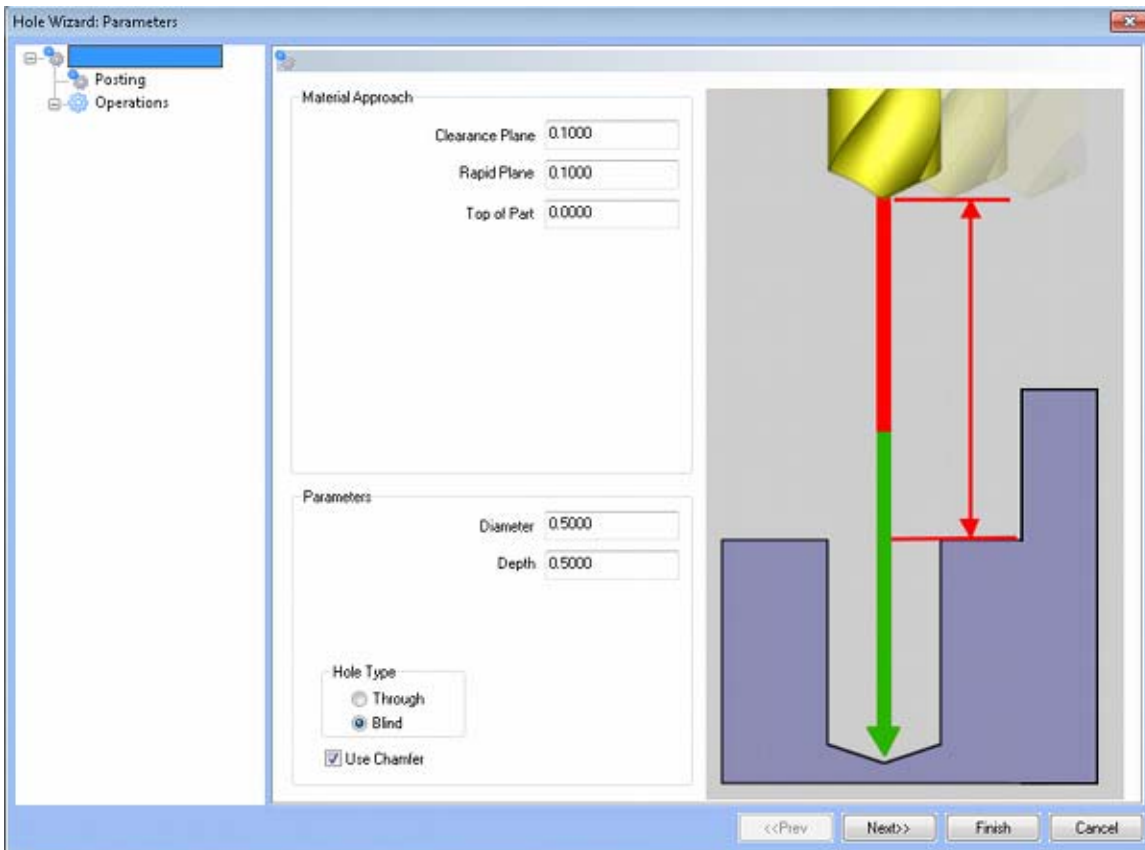 Hole Wizard: Parameters
Posting
Operations
Material Approach
Clearance Plane 0.1000
Rapid Plane 0.1000
Top of Part 0.0000
Parameters
Diameter 0.5000
Depth 0.5000
Hole Type
Through
Blind
Use Chamfer
<<Prev Next>> Finish Cancel